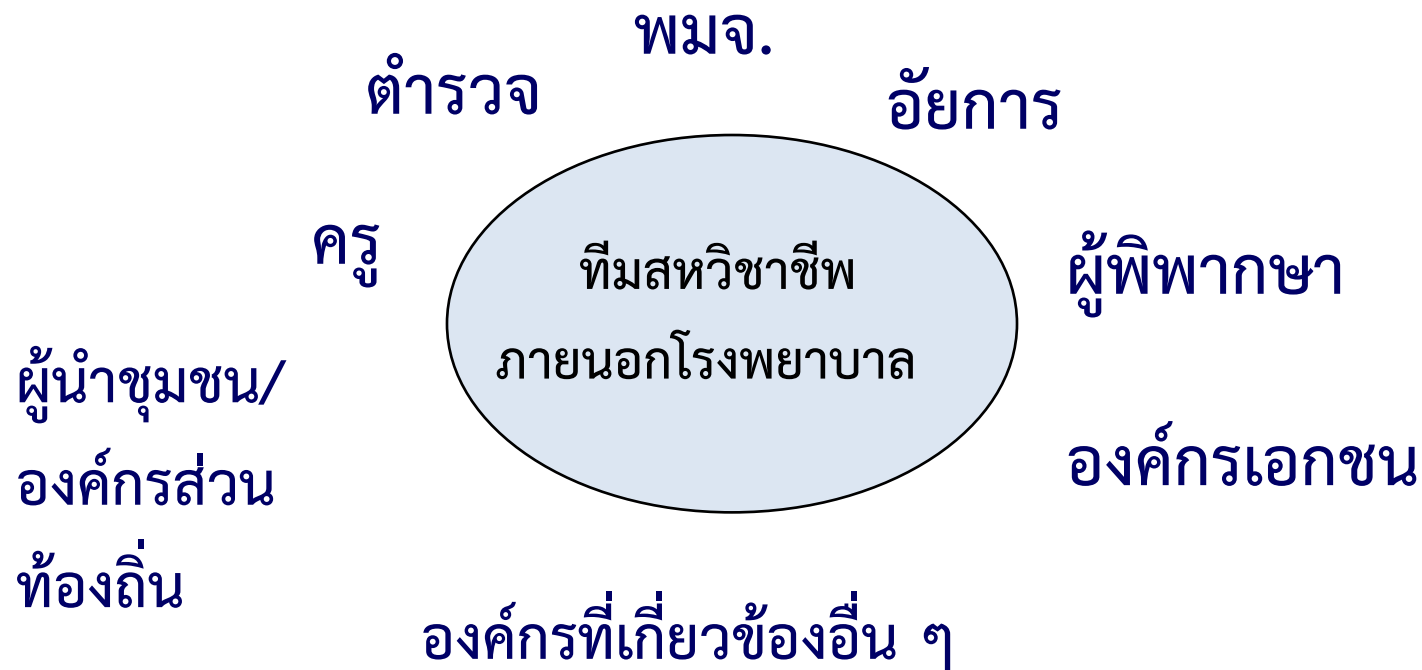 พมจ.
ตำรวจ
อัยการ
ครู
ทีมสหวิชาชีพ
ภายนอกโรงพยาบาล
ผู้พิพากษา
ผู้นำชุมชน/
องค์กรส่วน
ท้องถิ่น
องค์กรเอกชน
องค์กรที่เกี่ยวข้องอื่น ๆ